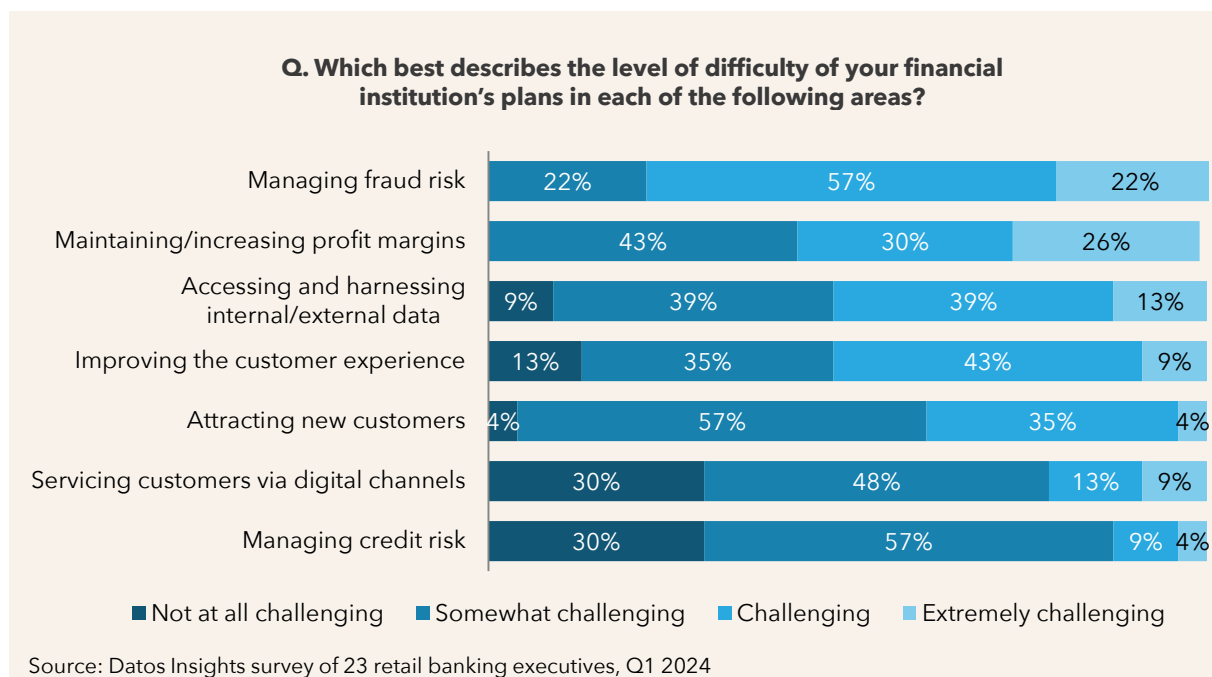 Q. Which best describes the level of difficulty of your financial
institution’s plans in each of the following areas?
Managing fraud risk 22% 57% 22%
Maintaining/increasing profit margins 43% 30% 26%
Accessing and harnessing
internal/external data 9% 39% 39% 13%
Improving the customer experience 13% 35% 43% 9%
Attracting new customers 4% 57% 35% 4%
Servicing customers via digital channels 30% 48% 13% 9%
Managing credit risk 30% 57% 9% 4%
Not at all challenging Somewhat challenging Challenging Extremely challenging
Source: Datos Insights survey of 23 retail banking executives, Q1 2024